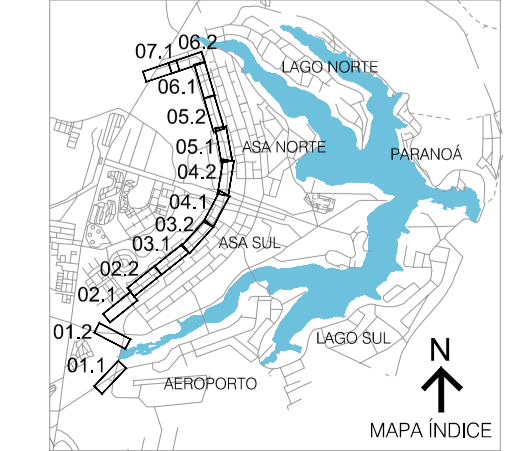 06.2
07.1
LAGO NORTE
06.1
05.2
05.1
ASA NORTE
PARANOÁ
04.2
04.1
03.2
03.1
ASA SUL
02.2
02.1
01.2
LAGO SUL
N
01.1
AEROPORTO
MAPA ÍNDICE